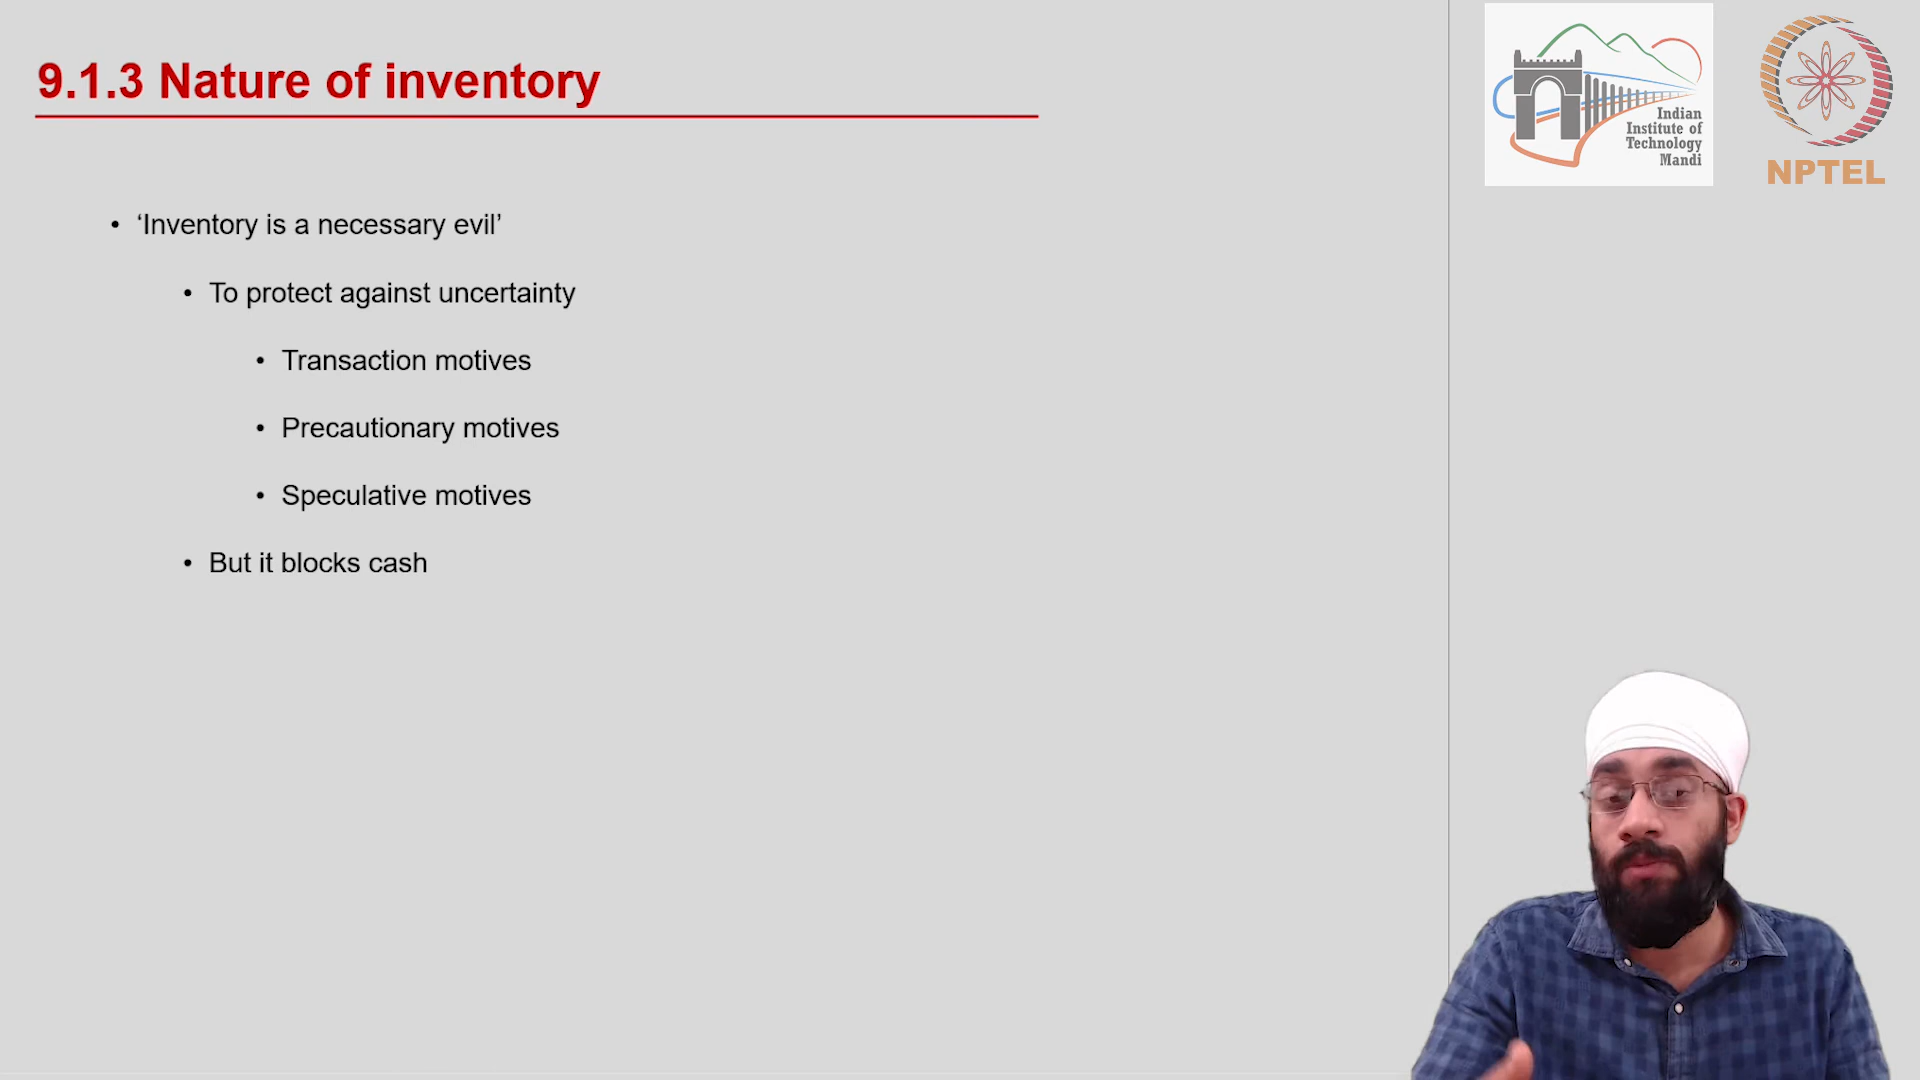 9.1.3 Nature of inventory
• ‘Inventory is a necessary evil’
• To protect against uncertainty
• Transaction motives
• Precautionary motives
• Speculative motives
• But it blocks cash
Indian
Institute of
Technology
Mandi
NPTEL